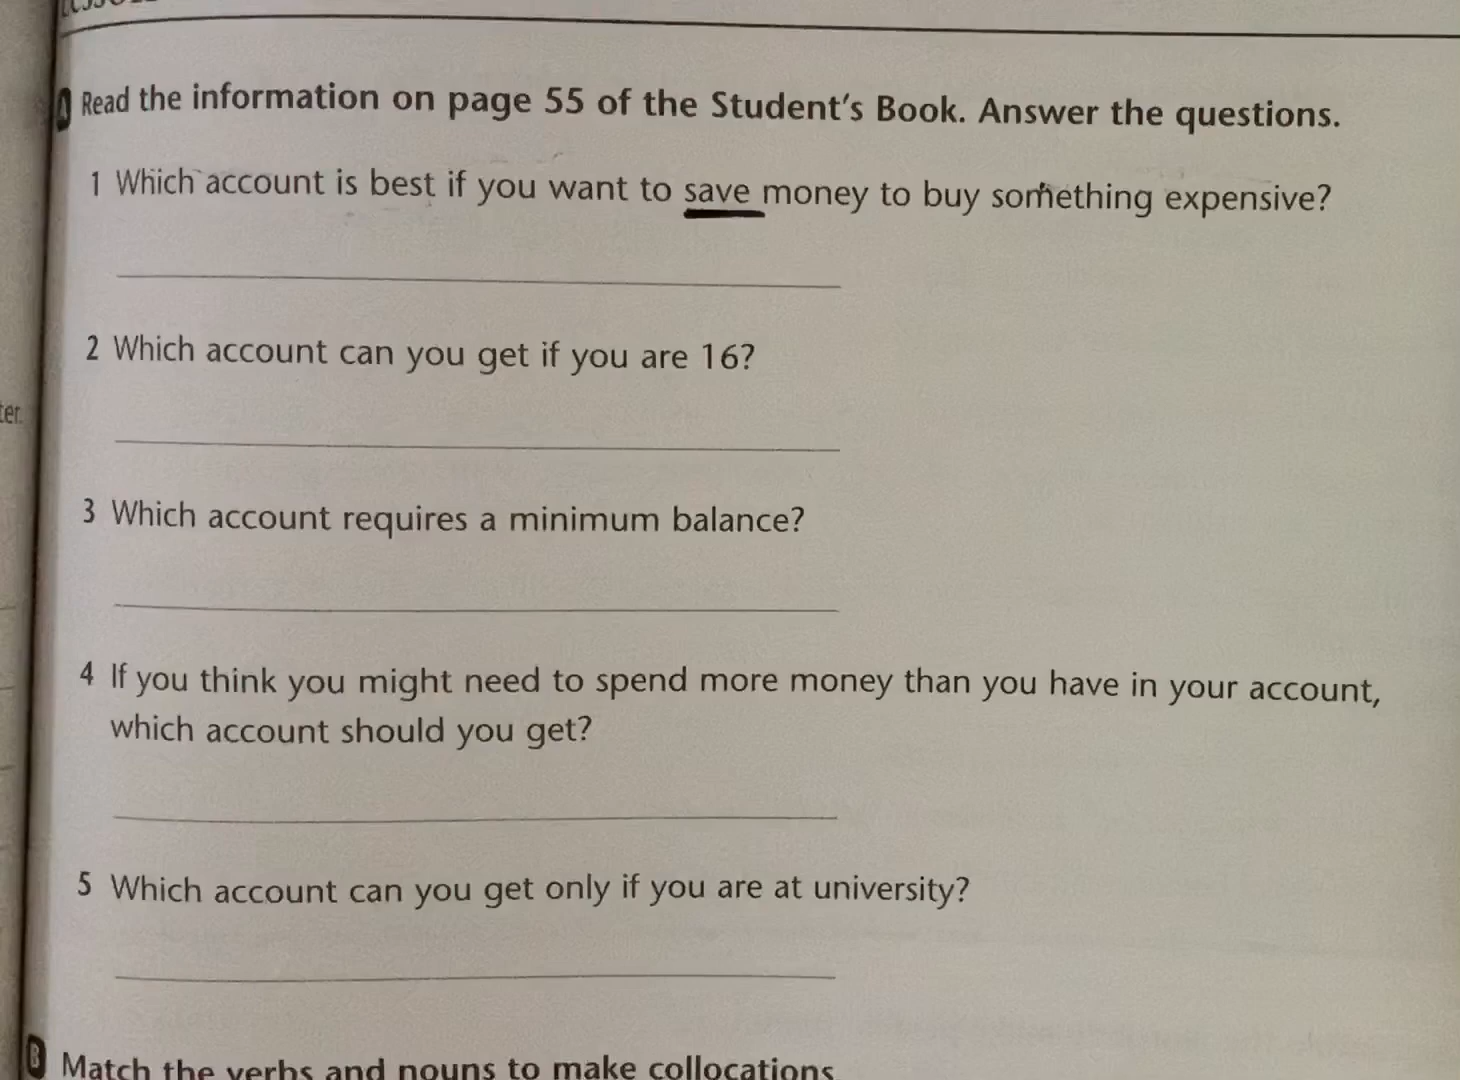 A Read the information on page 55 of the Student's Book. Answer the questions.
1 Which account is best if you want to save money to buy something expensive?
2 Which account can you get if you are 16?
ter.
3 Which account requires a minimum balance?
4 If you think you might need to spend more money than you have in your account,
which account should you get?
5 Which account can you get only if you are at university?
B Match the verbs and nouns to make collocations